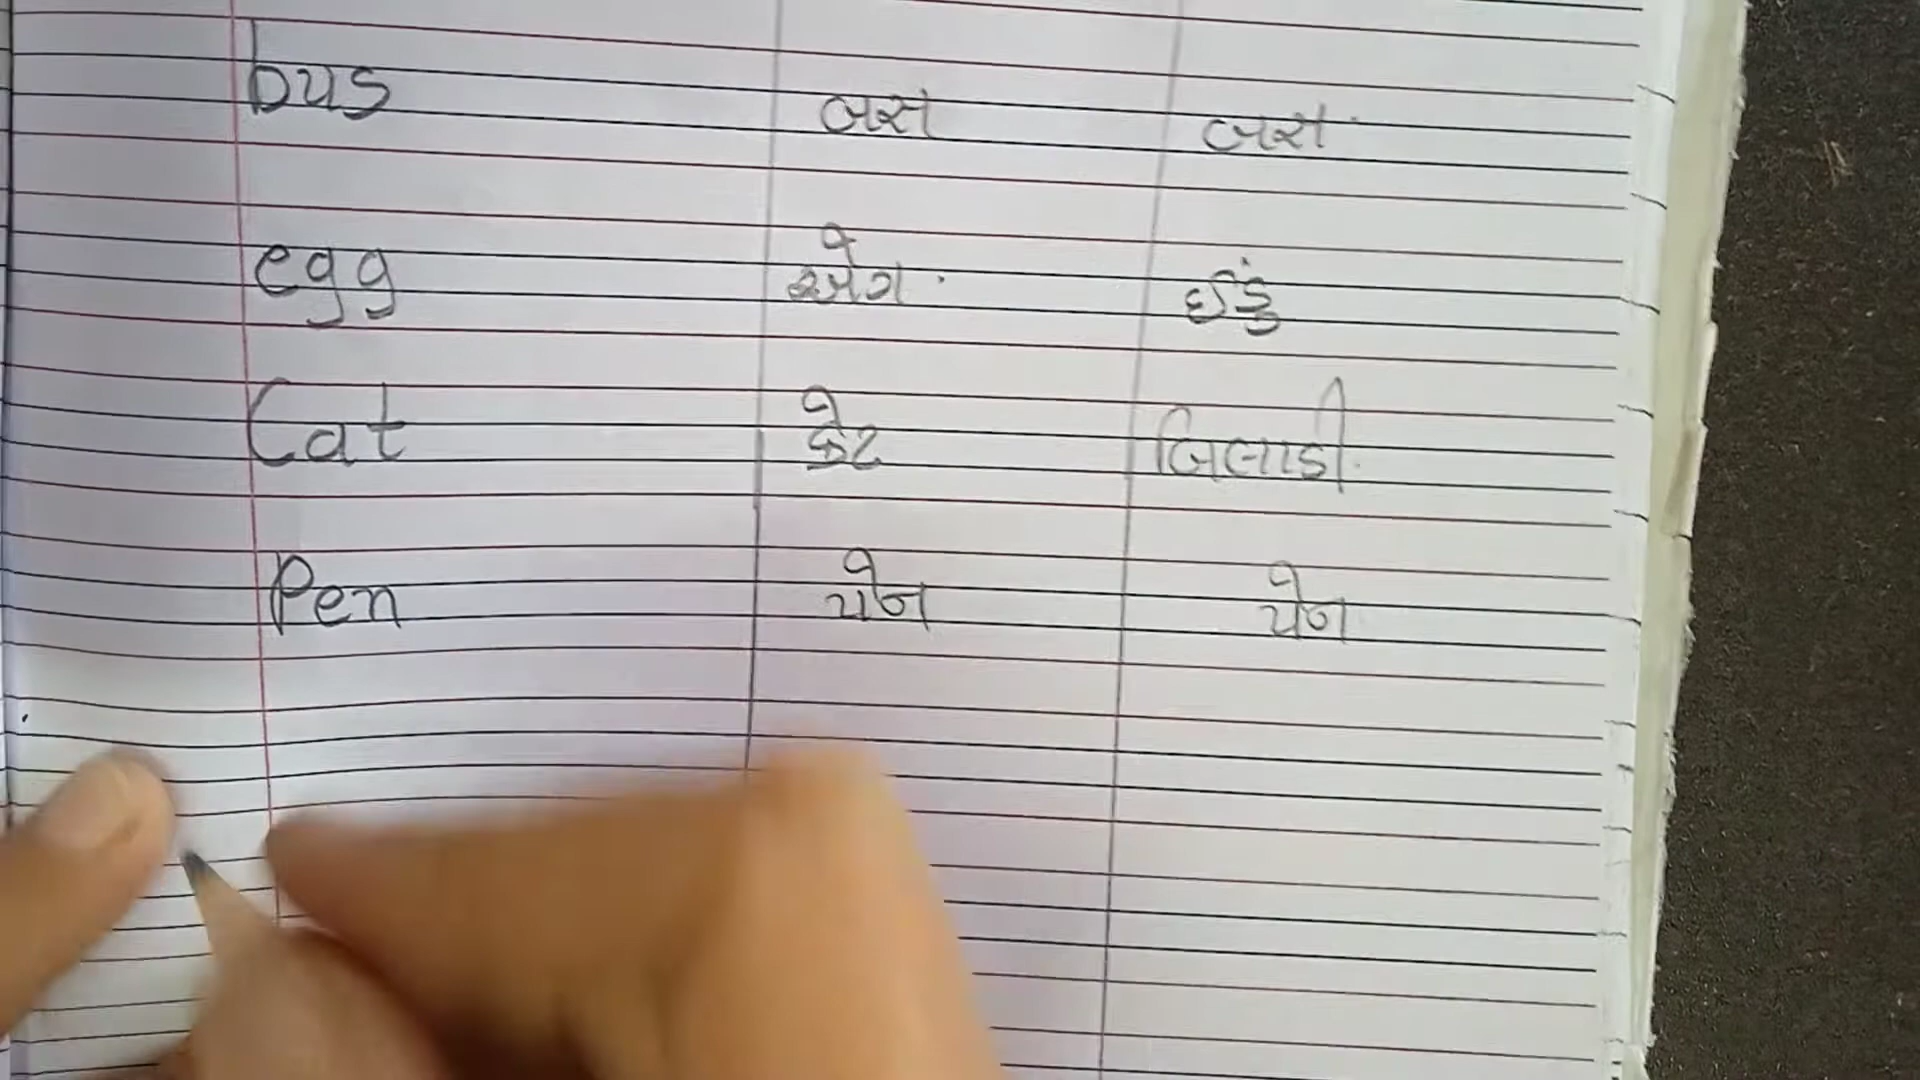 bus બસ બસ
egg એગ ઈંડું
Cat કેટ બિલાડી
Pen પેન પેન